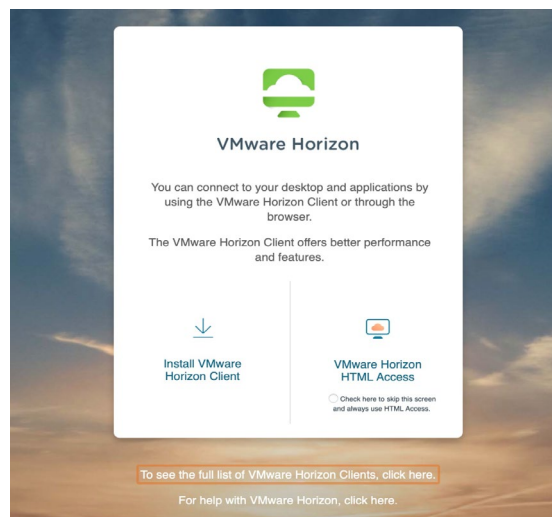 VMware Horizon
You can connect to your desktop and applications by
using the VMware Horizon Client or through the
browser.
The VMware Horizon Client offers better performance
and features.
Install VMware
Horizon Client
VMware Horizon
HTML Access
Check here to skip this screen
and always use HTML Access.
To see the full list of VMware Horizon Clients, click here.
For help with VMware Horizon, click here.